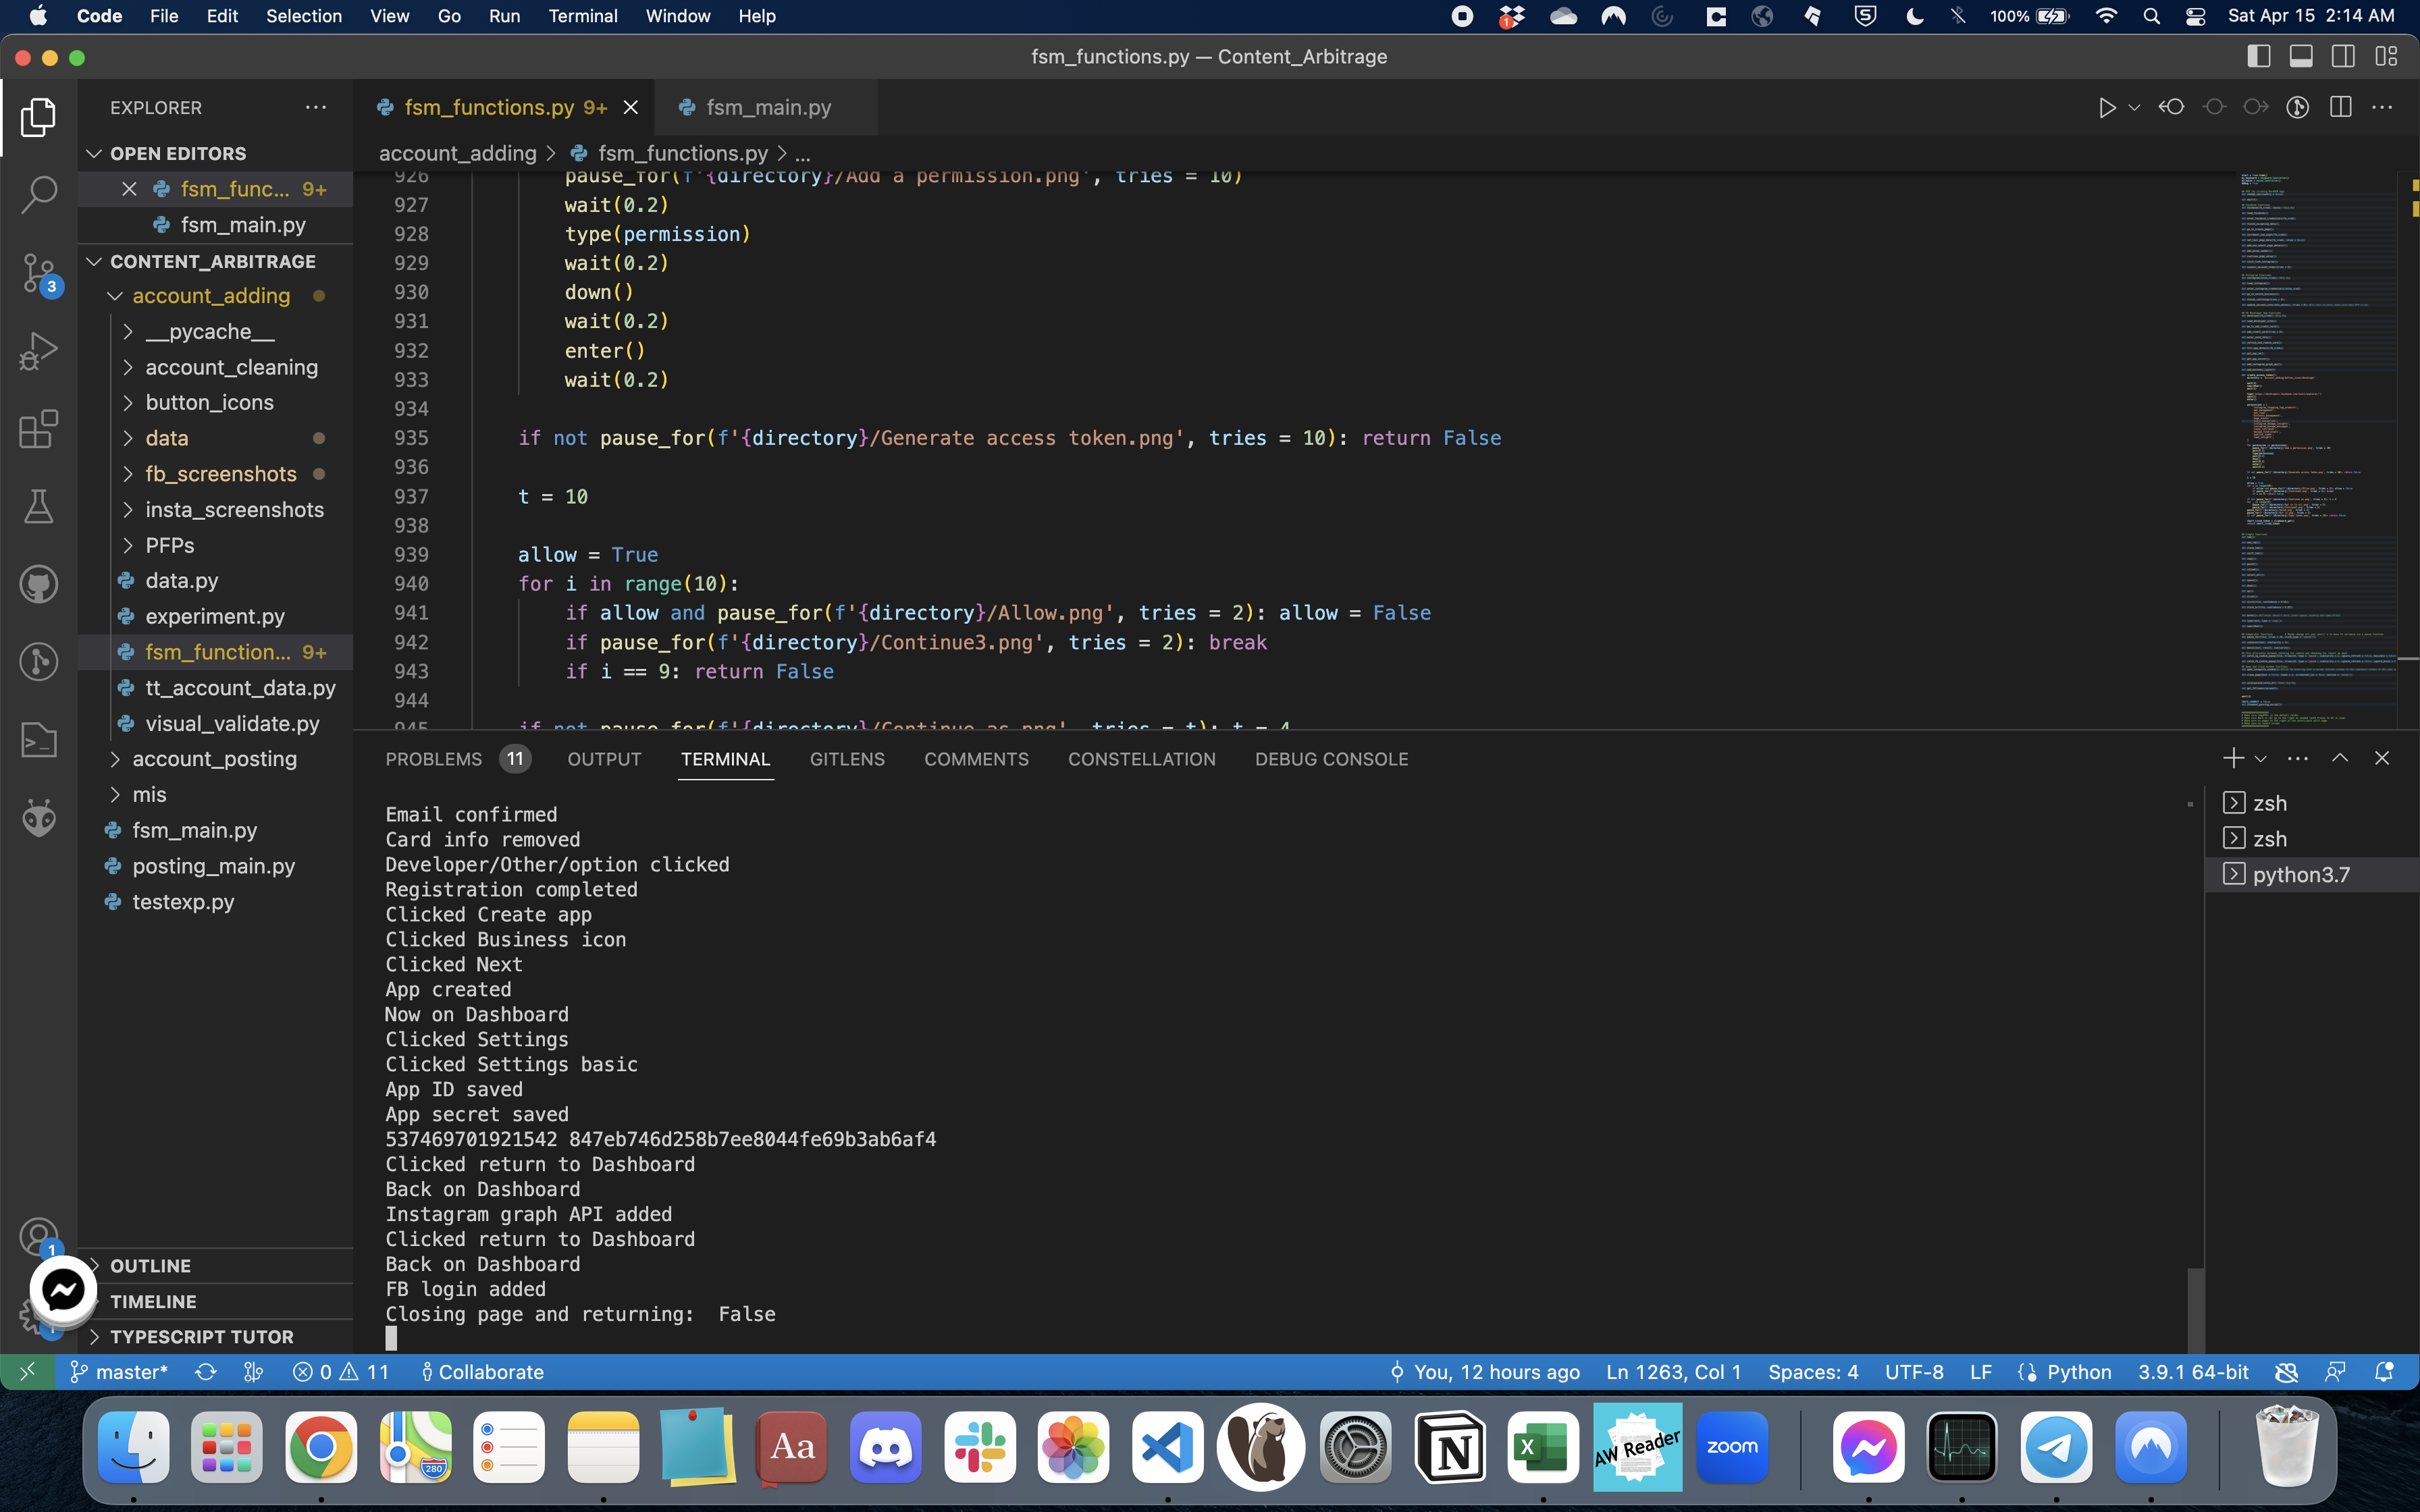 Code File Edit Selection View Go Run Terminal Window Help
1
100%
Sat Apr 15 2:14 AM
fsm_functions.py — Content_Arbitrage
EXPLORER
fsm_functions.py 9+
fsm_main.py
OPEN EDITORS
account_adding > fsm_functions.py > ...
fsm_func... 9+
fsm_main.py
CONTENT_ARBITRAGE
account_adding
__pycache__
account_cleaning
button_icons
data
fb_screenshots
insta_screenshots
PFPs
data.py
experiment.py
fsm_function... 9+
tt_account_data.py
visual_validate.py
account_posting
mis
fsm_main.py
posting_main.py
testexp.py
OUTLINE
TIMELINE
TYPESCRIPT TUTOR
3
1
1
926 pause_for(f'{directory}/Add a permission.png', tries = 10)
927 wait(0.2)
928 type(permission)
929 wait(0.2)
930 down()
931 wait(0.2)
932 enter()
933 wait(0.2)
934
935 if not pause_for(f'{directory}/Generate access token.png', tries = 10): return False
936
937 t = 10
938
939 allow = True
940 for i in range(10):
941 if allow and pause_for(f'{directory}/Allow.png', tries = 2): allow = False
942 if pause_for(f'{directory}/Continue3.png', tries = 2): break
943 if i == 9: return False
944
945 if not pause_for(f'{directory}/Continue as.png', tries = t): t = 4
PROBLEMS 11 OUTPUT TERMINAL GITLENS COMMENTS CONSTELLATION DEBUG CONSOLE
Email confirmed
Card info removed
Developer/Other/option clicked
Registration completed
Clicked Create app
Clicked Business icon
Clicked Next
App created
Now on Dashboard
Clicked Settings
Clicked Settings basic
App ID saved
App secret saved
537469701921542 847eb746d258b7ee8044fe69b3ab6af4
Clicked return to Dashboard
Back on Dashboard
Instagram graph API added
Clicked return to Dashboard
Back on Dashboard
FB login added
Closing page and returning:  False
zsh
zsh
python3.7
master* 0 11 Collaborate
You, 12 hours ago Ln 1263, Col 1 Spaces: 4 UTF-8 LF Python 3.9.1 64-bit
280
Aa
N
X
AW Reader
zoom